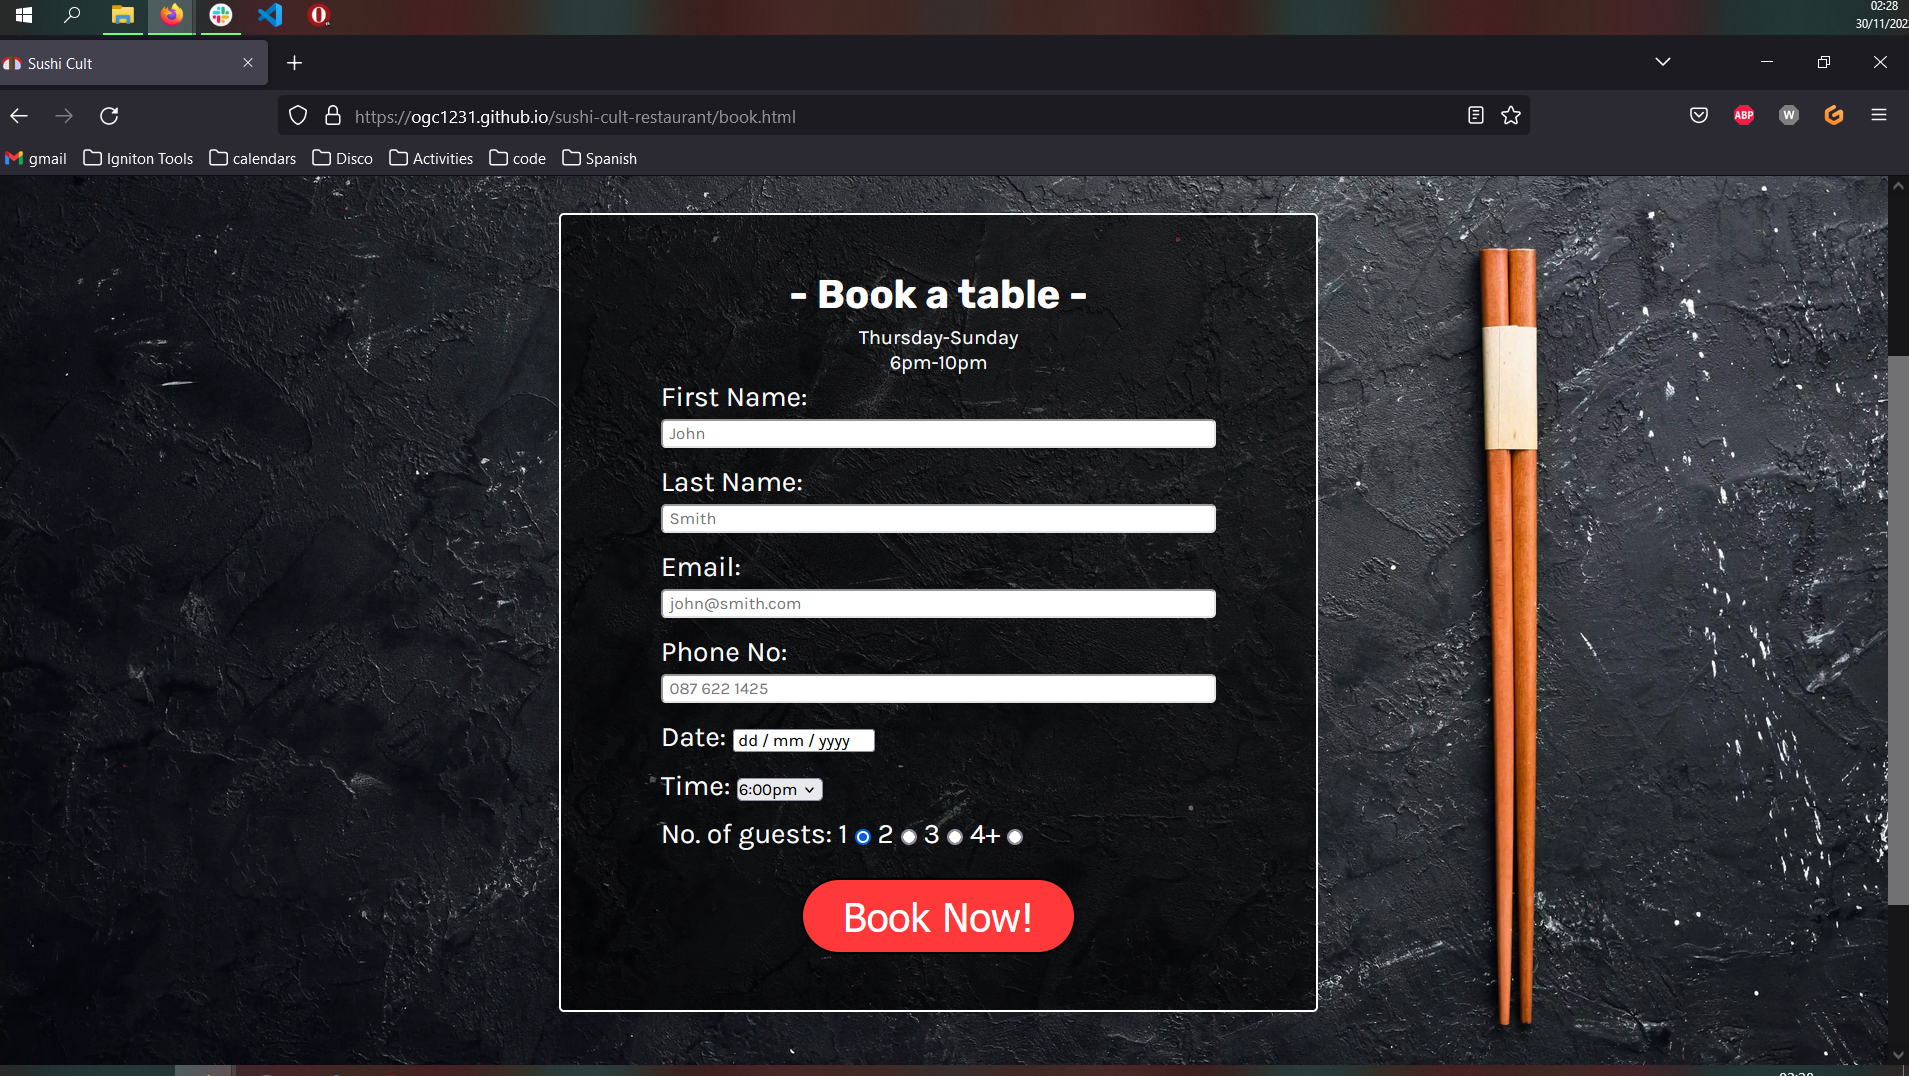 02:28
30/11/202
Sushi Cult
https://ogc1231.github.io/sushi-cult-restaurant/book.html
ABP
W
gmail
Igniton Tools
calendars
Disco
Activities
code
Spanish
- Book a table -
Thursday-Sunday
6pm-10pm
First Name:
John
Last Name:
Smith
Email:
john@smith.com
Phone No:
087 622 1425
Date: dd / mm / yyyy
Time: 6:00pm
No. of guests: 1 2 3 4+
Book Now!